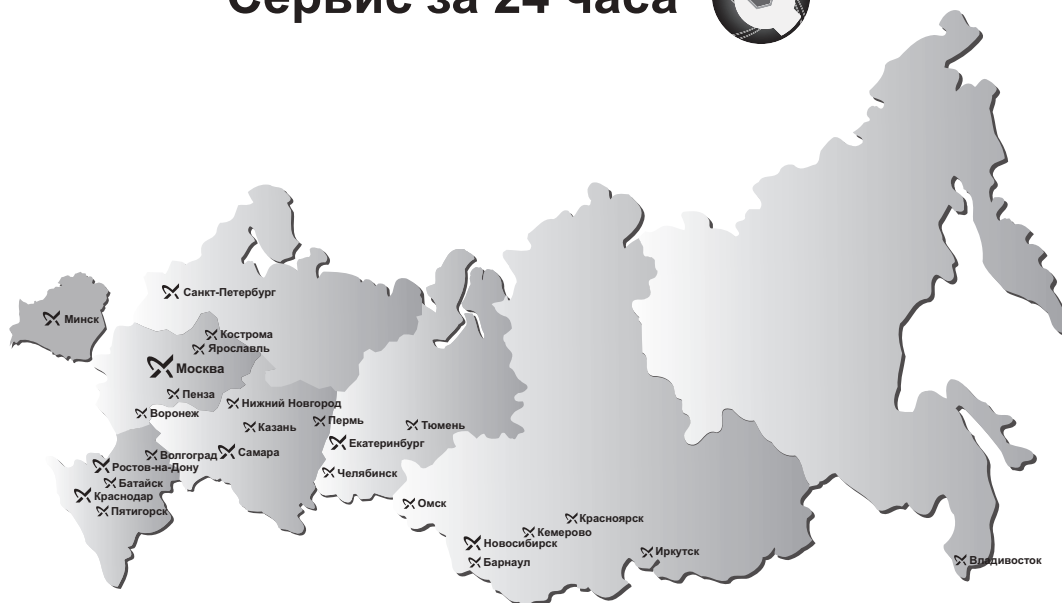 Сервис за 24 часа
Санкт-Петербург
Минск
Кострома
Ярославль
Москва
Пенза
Нижний Новгород
Воронеж
Пермь
Тюмень
Казань
Екатеринбург
Самара
Волгоград
Ростов-на-Дону
Челябинск
Батайск
Краснодар
Омск
Пятигорск
Красноярск
Кемерово
Новосибирск
Иркутск
Барнаул
Владивосток